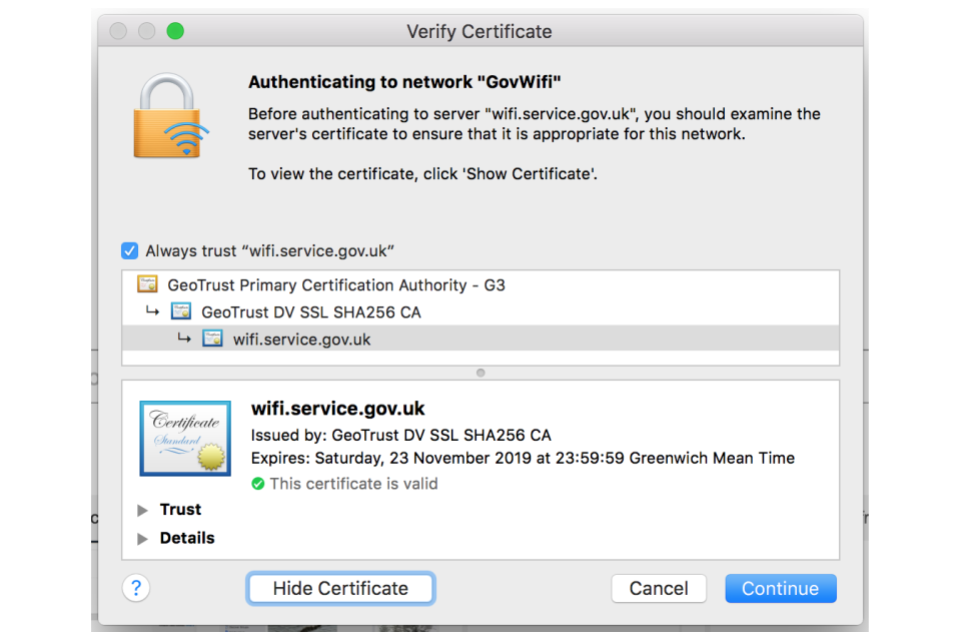 Verify Certificate
Authenticating to network "GovWifi"
Before authenticating to server "wifi.service.gov.uk", you should examine the
server's certificate to ensure that it is appropriate for this network.
To view the certificate, click 'Show Certificate'.
Always trust “wifi.service.gov.uk”
GeoTrust Primary Certification Authority - G3
GeoTrust DV SSL SHA256 CA
wifi.service.gov.uk
Certificate
Standard
wifi.service.gov.uk
Issued by: GeoTrust DV SSL SHA256 CA
Expires: Saturday, 23 November 2019 at 23:59:59 Greenwich Mean Time
This certificate is valid
Trust
Details
?
Hide Certificate
Cancel
Continue